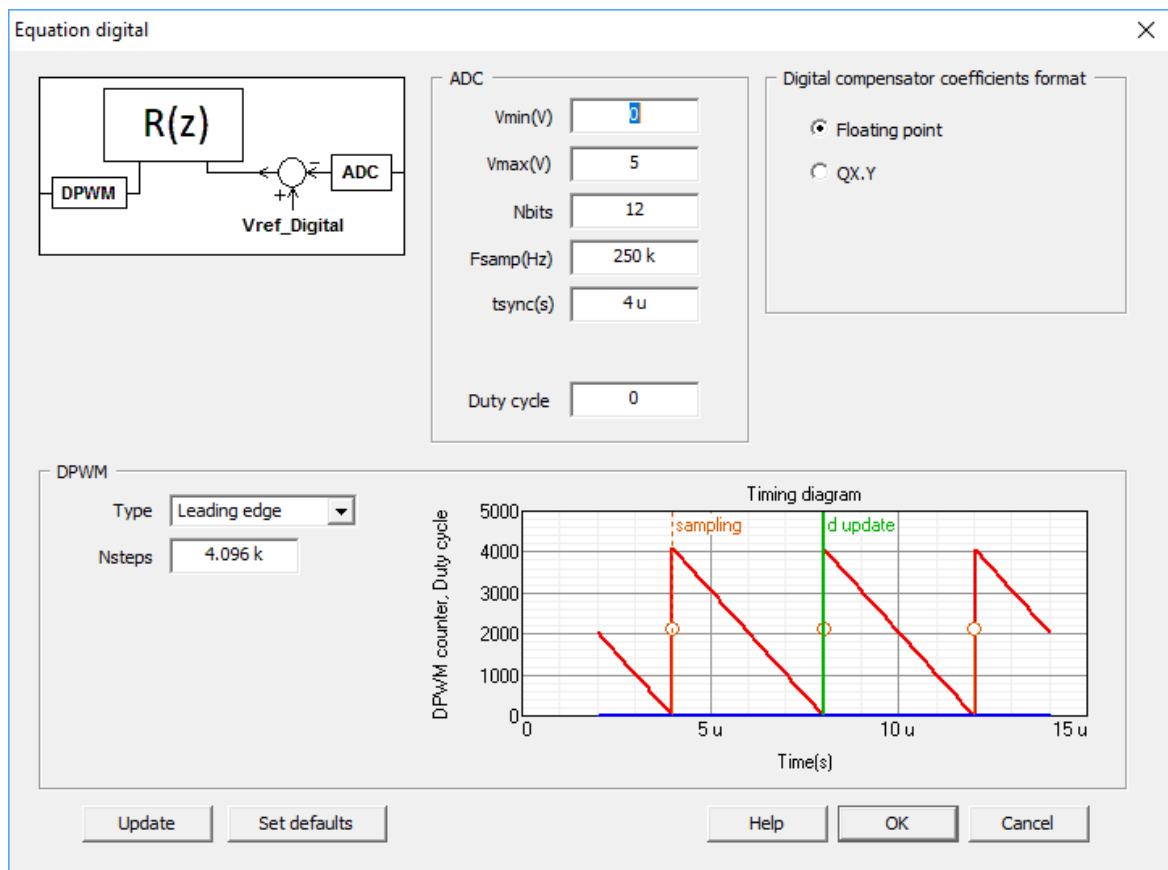 Equation digital
R(z)
DPWM
ADC
-
+
Vref_Digital
ADC
Vmin(V) 0
Vmax(V) 5
Nbits 12
Fsamp(Hz) 250 k
tsync(s) 4 u
Duty cycle 0
Digital compensator coefficients format
Floating point
QX.Y
DPWM
Type Leading edge
Nsteps 4.096 k
Timing diagram
DPWM counter, Duty cycle
5000
4000
3000
2000
1000
0
sampling
d update
0 5 u 10 u 15 u
Time(s)
Update Set defaults Help OK Cancel